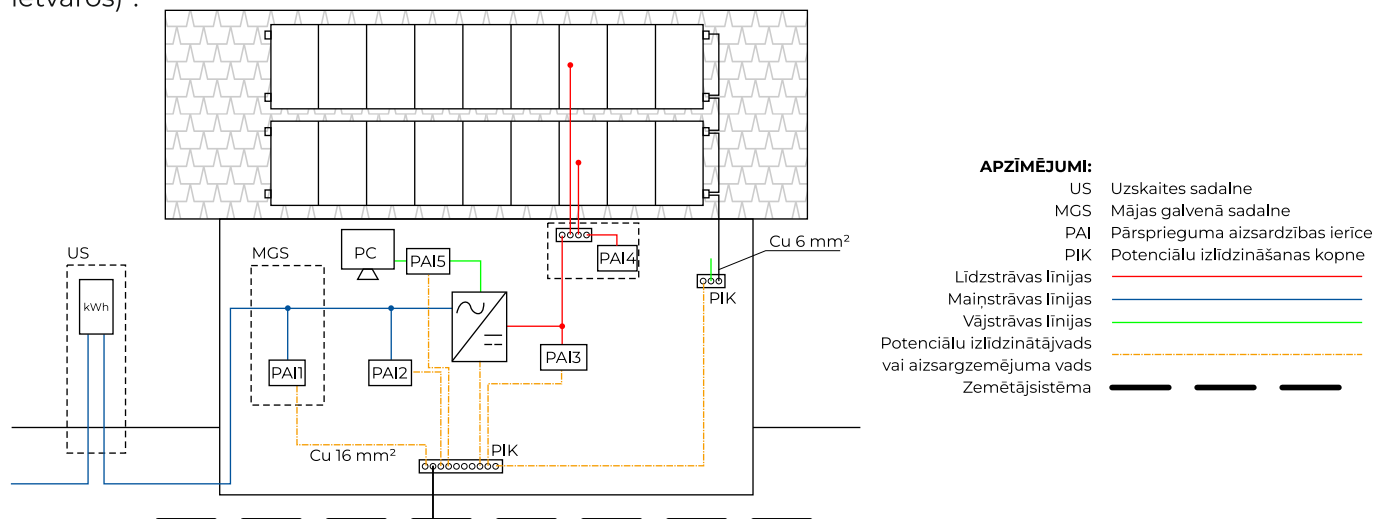 ietvaros) .
US
kWh
MGS
PC
PAI5
PAI4
PAI1
PAI2
PAI3
Cu 6 mm²
PIK
Cu 16 mm²
PIK
APZĪMĒJUMI:
US Uzskaites sadalne
MGS Mājas galvenā sadalne
PAI Pārsprieguma aizsardzības ierīce
PIK Potenciālu izlīdzināšanas kopne
Līdzstrāvas līnijas
Maiņstrāvas līnijas
Vājstrāvas līnijas
Potenciālu izlīdzinātājvads
vai aizsargzemējuma vads
Zemētājsistēma